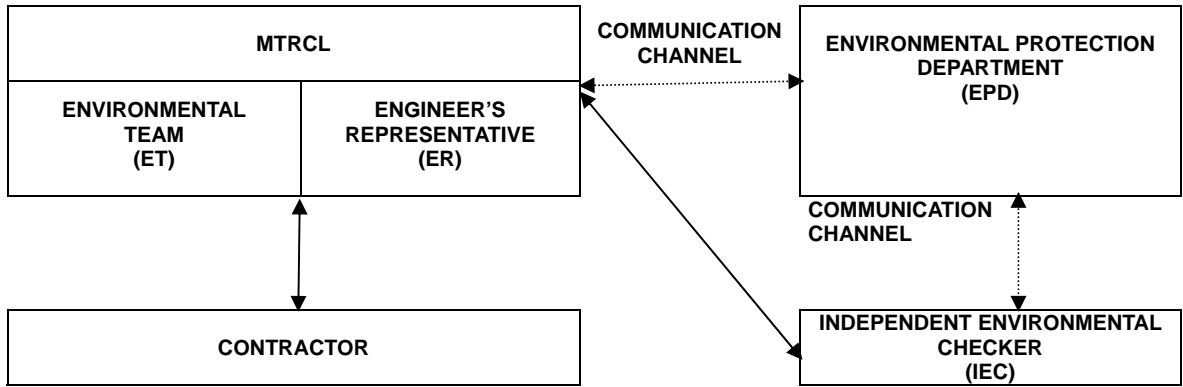 MTRCL
ENVIRONMENTAL
TEAM
(ET)
ENGINEER'S
REPRESENTATIVE
(ER)
COMMUNICATION
CHANNEL
ENVIRONMENTAL PROTECTION
DEPARTMENT
(EPD)
COMMUNICATION
CHANNEL
CONTRACTOR
INDEPENDENT ENVIRONMENTAL
CHECKER
(IEC)